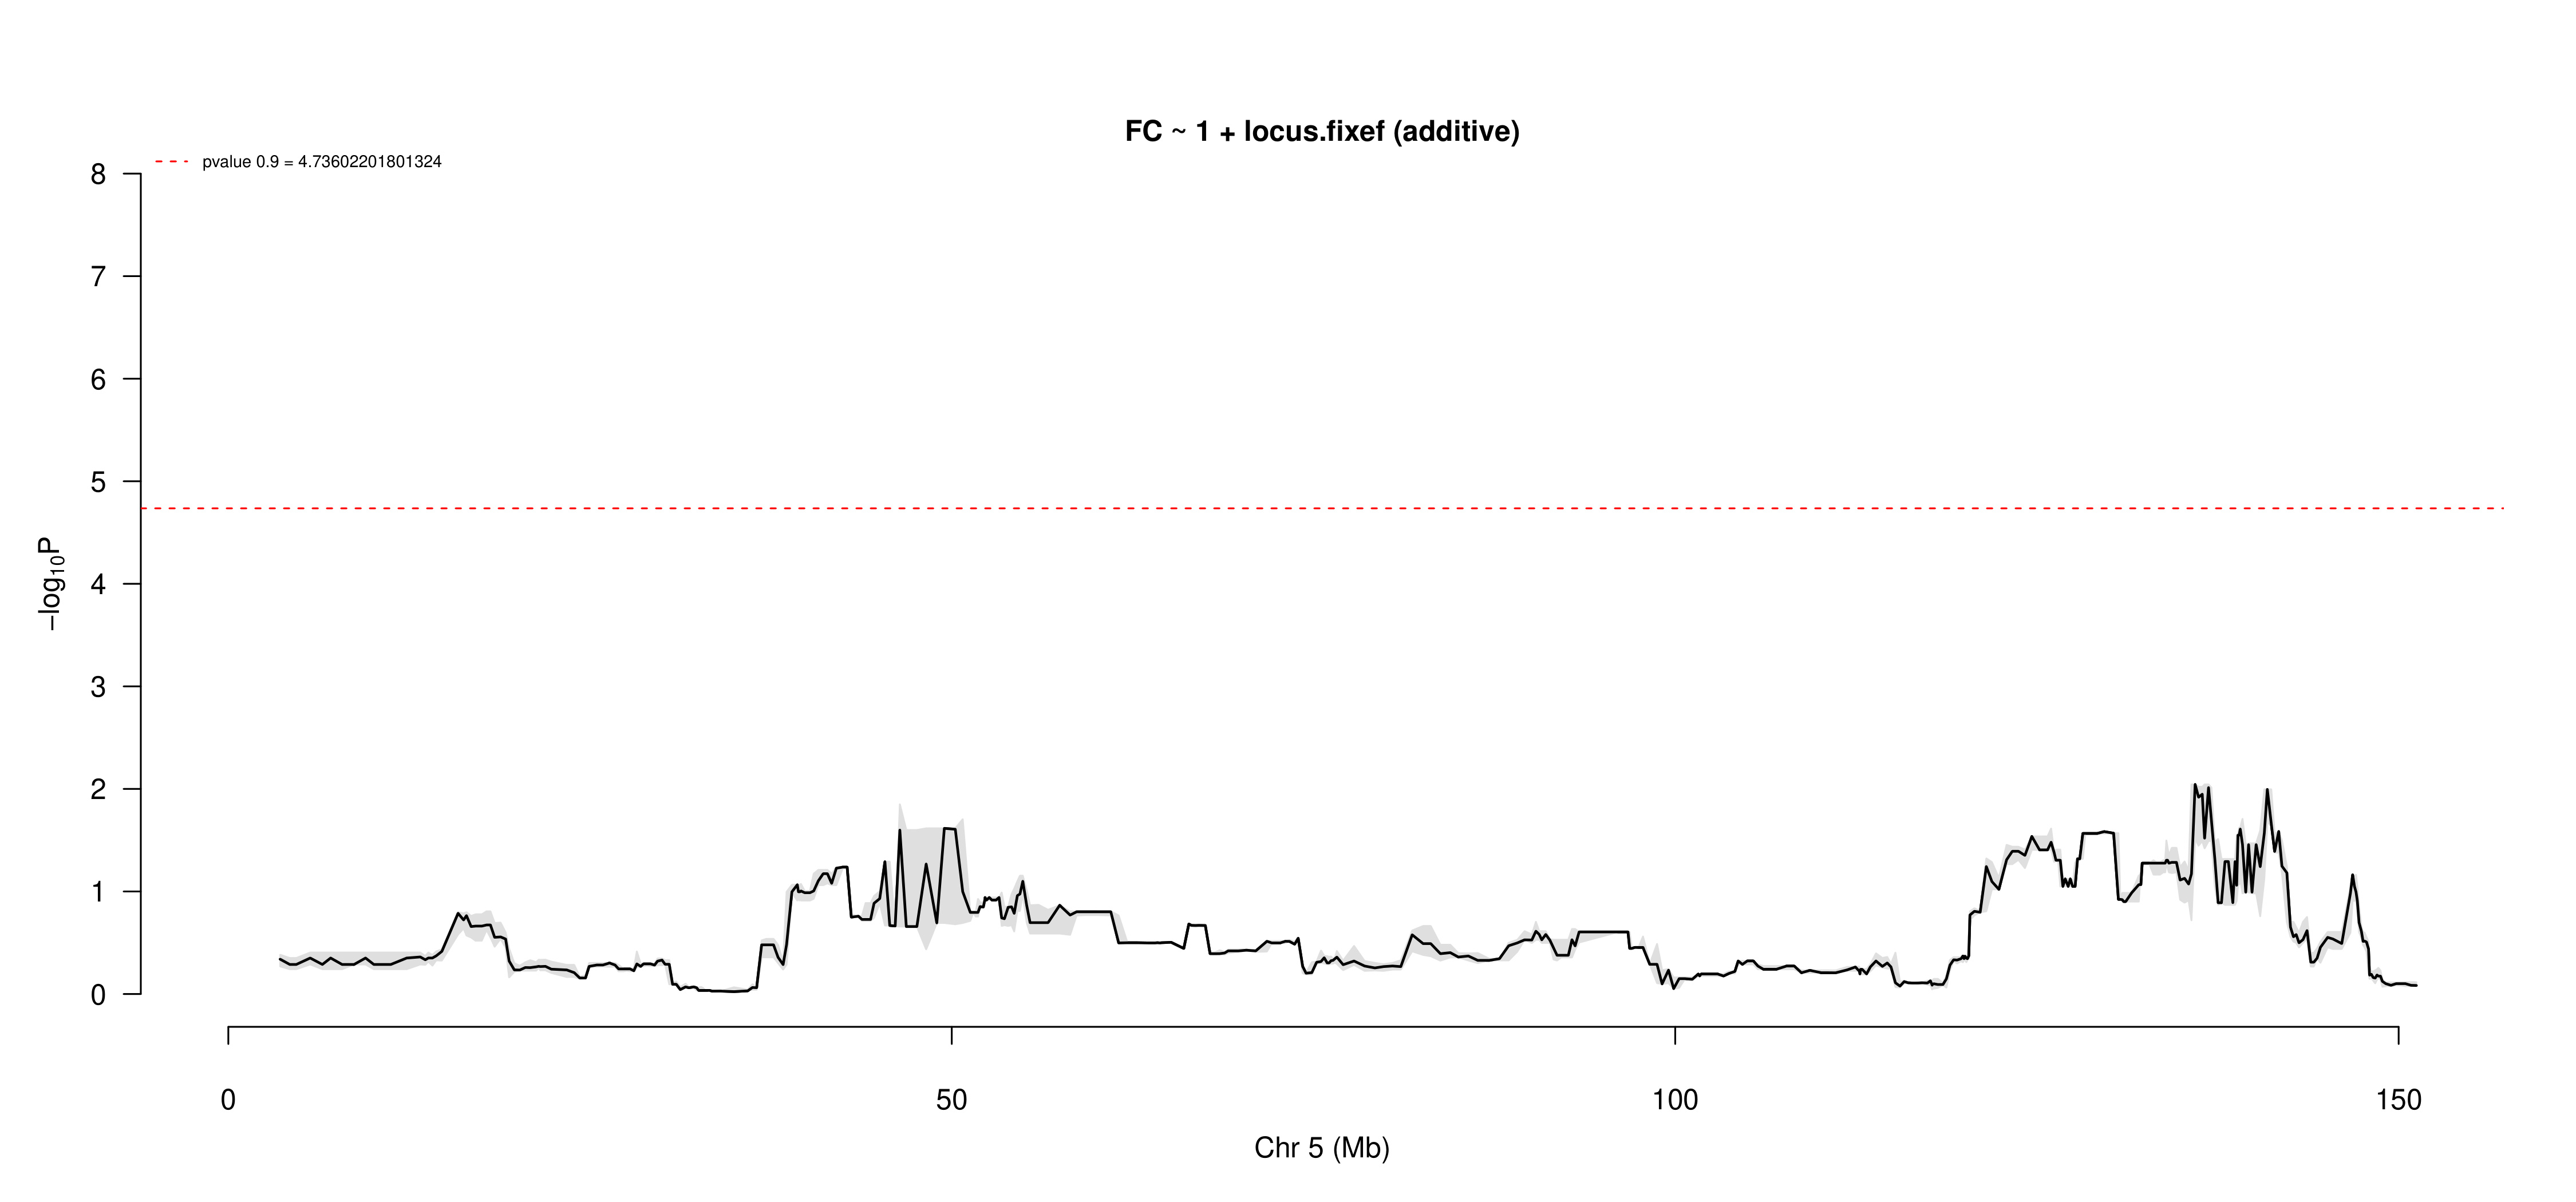 FC ~ 1 + locus.fixef (additive)
pvalue 0.9 = 4.73602201801324
8
7
6
5
4
3
2
1
0
−log10P
0 50 100 150
Chr 5 (Mb)